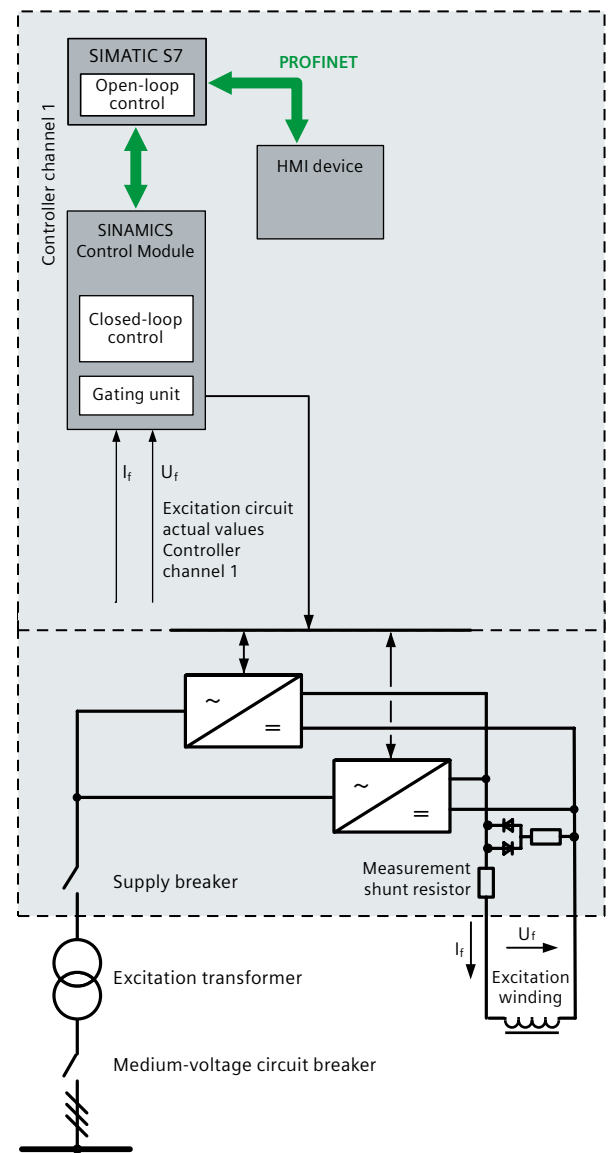 SIMATIC S7
Open-loop
control
PROFINET
HMI device
Controller channel 1
SINAMICS
Control Module
Closed-loop
control
Gating unit
If
Uf
Excitation circuit
actual values
Controller
channel 1
~
=
~
=
Measurement
shunt resistor
Supply breaker
If
Uf
Excitation
winding
Excitation transformer
Medium-voltage circuit breaker